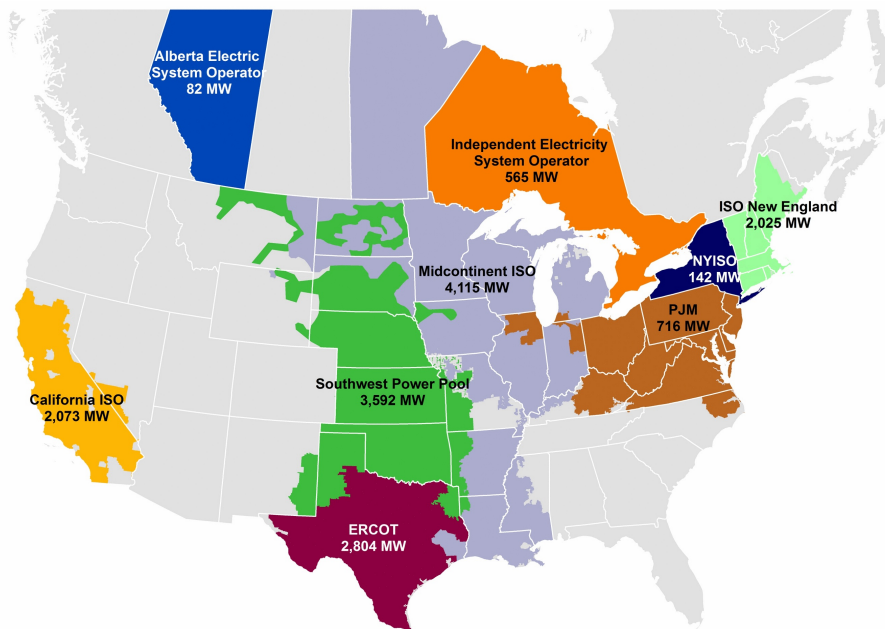 Alberta Electric
System Operator
82 MW
Independent Electricity
System Operator
565 MW
ISO New England
2,025 MW
NYISO
142 MW
Midcontinent ISO
4,115 MW
PJM
716 MW
Southwest Power Pool
3,592 MW
California ISO
2,073 MW
ERCOT
2,804 MW